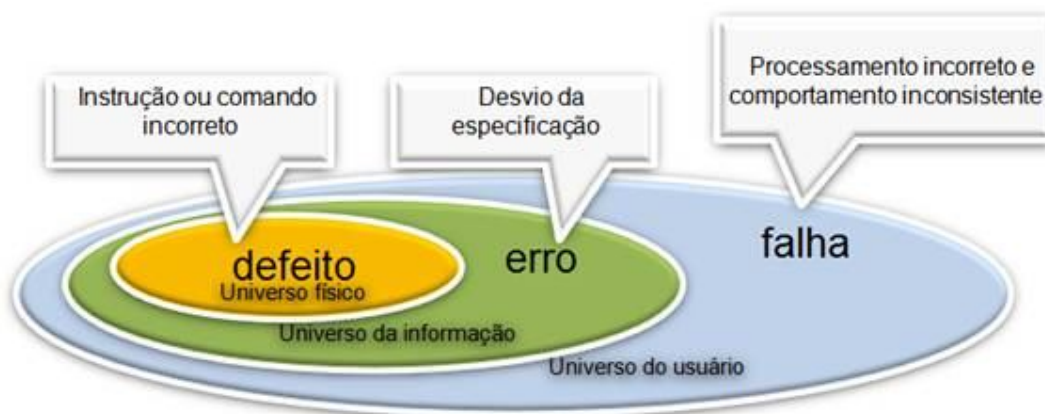 Instrução ou comando
incorreto
Desvio da
especificação
Processamento incorreto e
comportamento inconsistente
defeito
Universo físico
erro
Universo da informação
falha
Universo do usuário